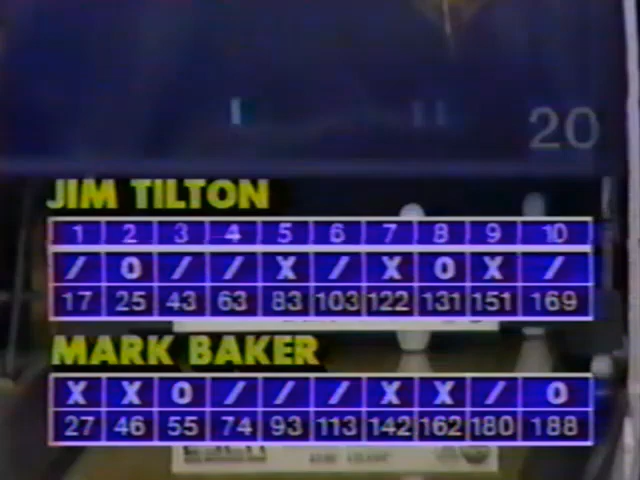 20
JIM TILTON
1 2 3 4 5 6 7 8 9 10
/ O / / X / X O X /
17 25 43 63 83 103 122 131 151 169
MARK BAKER
X X O / / / X X / O
27 46 55 74 93 113 142 162 180 188